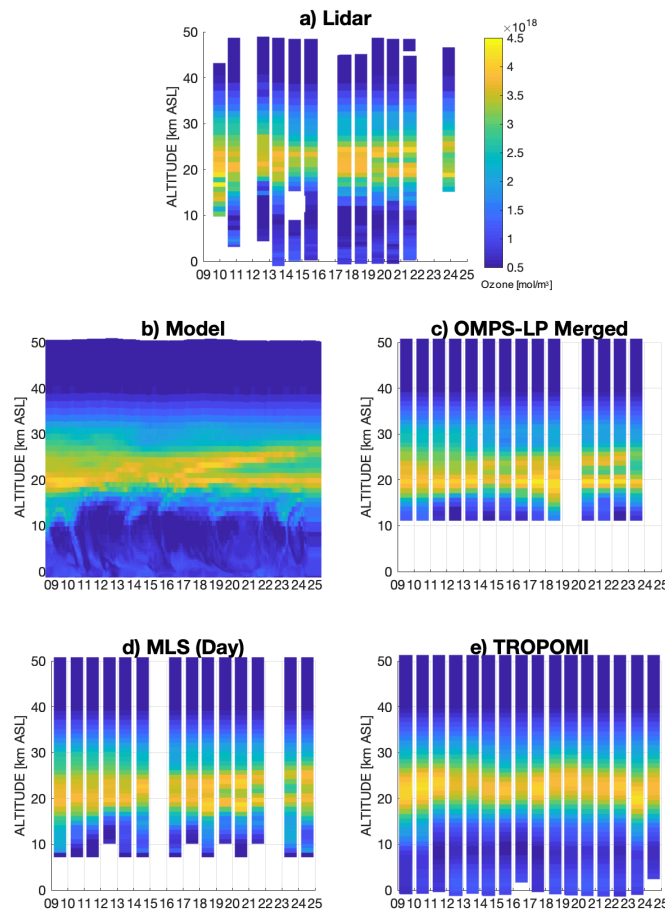 a) Lidar
×10¹⁸
50
40
30
20
10
0
ALTITUDE [km ASL]
09 10 11 12 13 14 15 16 17 18 19 20 21 22 23 24 25
4.5
4
3.5
3
2.5
2
1.5
1
0.5
Ozone [mol/m³]
b) Model
50
40
30
20
10
0
ALTITUDE [km ASL]
09 10 11 12 13 14 15 16 17 18 19 20 21 22 23 24 25
c) OMPS-LP Merged
50
40
30
20
10
0
ALTITUDE [km ASL]
09 10 11 12 13 14 15 16 17 18 19 20 21 22 23 24 25
d) MLS (Day)
50
40
30
20
10
0
ALTITUDE [km ASL]
09 10 11 12 13 14 15 16 17 18 19 20 21 22 23 24 25
e) TROPOMI
50
40
30
20
10
0
ALTITUDE [km ASL]
09 10 11 12 13 14 15 16 17 18 19 20 21 22 23 24 25